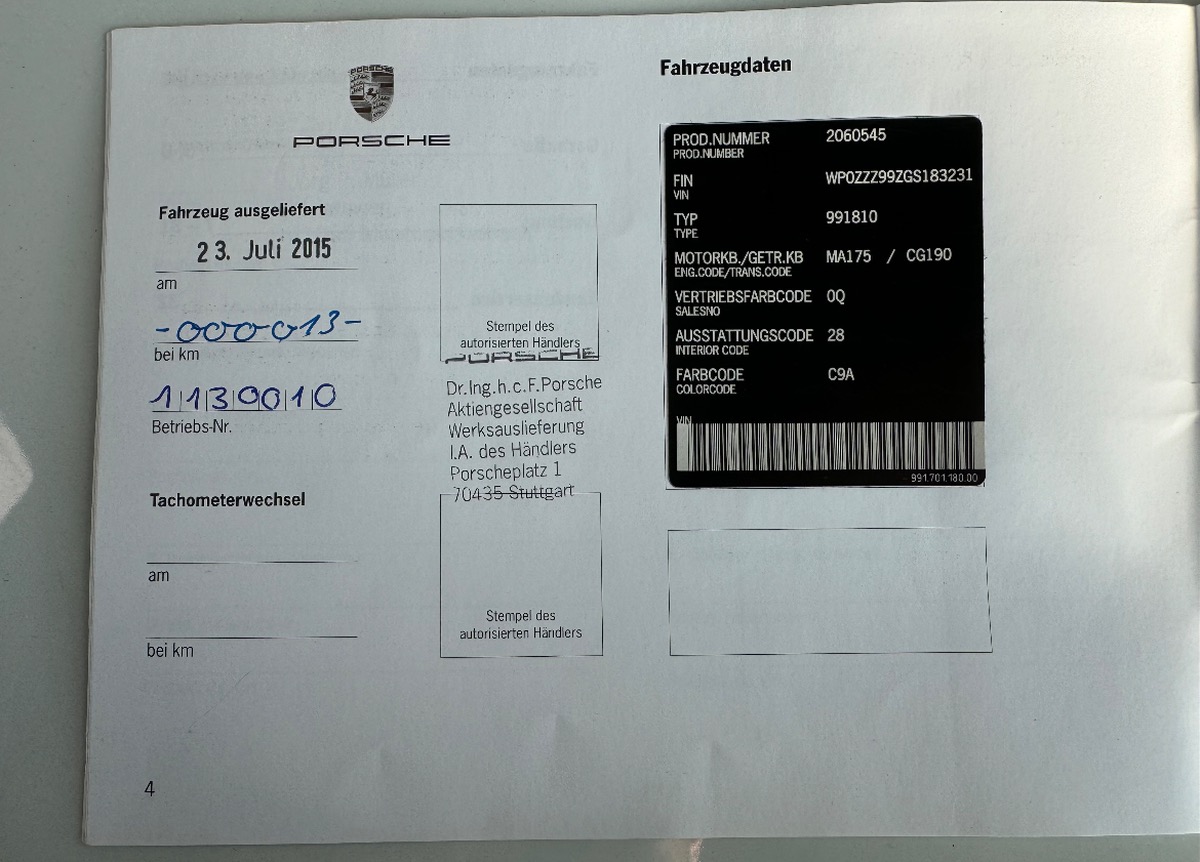 PORSCHE
PORSCHE
Fahrzeug ausgeliefert
23. Juli 2015
am
-000013-
bei km
1139010
Betriebs-Nr.
Tachometerwechsel
am
bei km
4
Stempel des
autorisierten Händlers
PORSCHE
Dr.Ing.h.c.F.Porsche
Aktiengesellschaft
Werksauslieferung
I.A. des Händlers
Porscheplatz 1
70435 Stuttgart
Stempel des
autorisierten Händlers
Fahrzeugdaten
PROD.NUMMER 2060545
PROD.NUMBER
FIN WP0ZZZ99ZGS183231
VIN
TYP 991810
TYPE
MOTORKB./GETR.KB MA175 / CG190
ENG.CODE/TRANS.CODE
VERTRIEBSFARBCODE 0Q
SALESNO
AUSSTATTUNGSCODE 28
INTERIOR CODE
FARBCODE C9A
COLORCODE
VIN
991.701.180.00